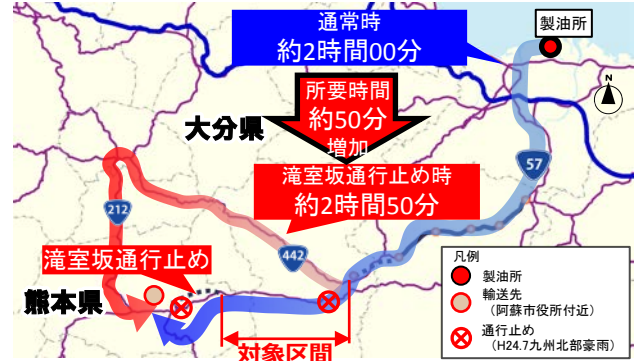 通常時
約2時間00分
製油所
N
所要時間
約50分
増加
大分県
57
滝室坂通行止め時
約2時間50分
212
442
滝室坂通行止め
熊本県
対象区間
凡例
製油所
輸送先
(阿蘇市役所付近)
通行止め
(H24.7九州北部豪雨)